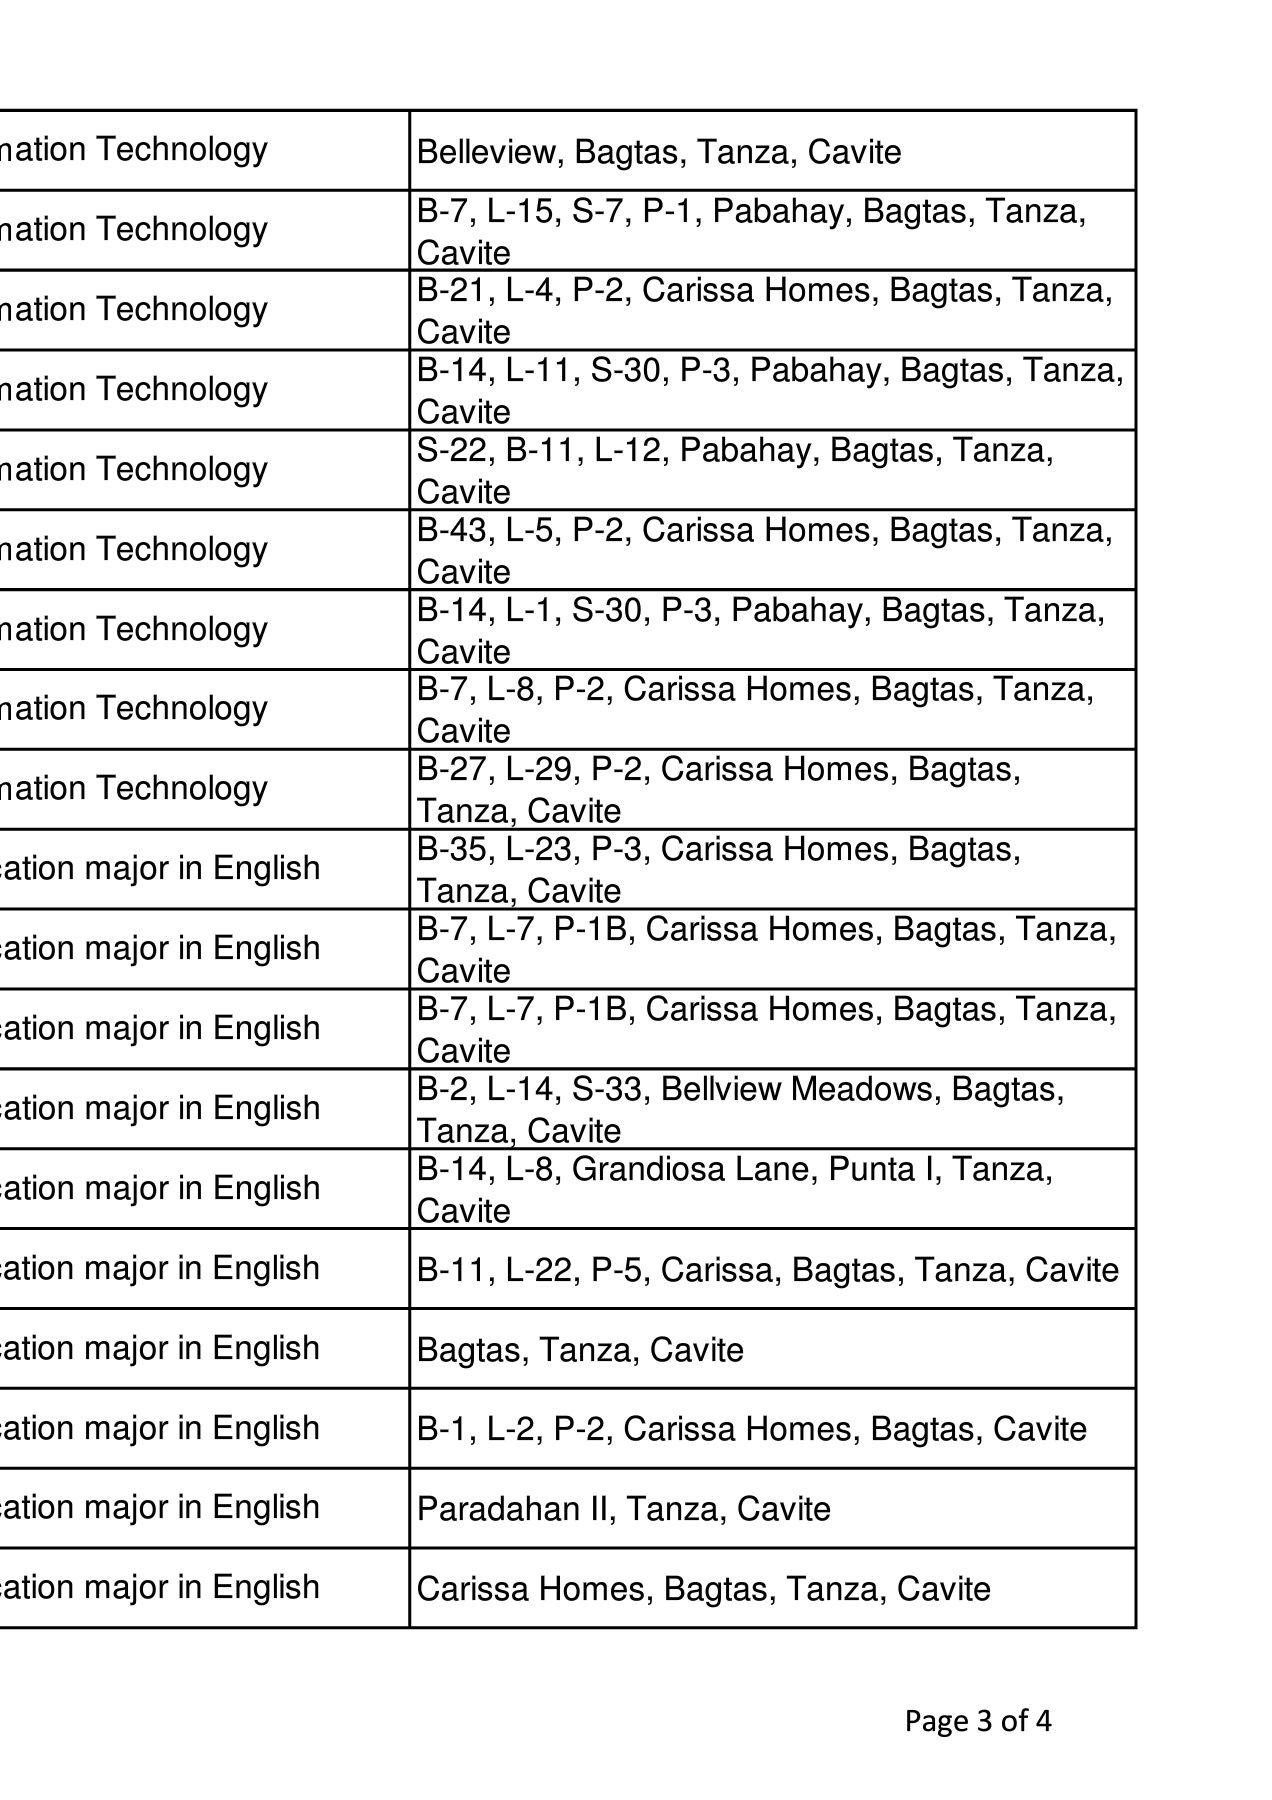 mation Technology
Belleview, Bagtas, Tanza, Cavite
mation Technology
B-7, L-15, S-7, P-1, Pabahay, Bagtas, Tanza,
Cavite
mation Technology
B-21, L-4, P-2, Carissa Homes, Bagtas, Tanza,
Cavite
mation Technology
B-14, L-11, S-30, P-3, Pabahay, Bagtas, Tanza,
Cavite
mation Technology
S-22, B-11, L-12, Pabahay, Bagtas, Tanza,
Cavite
mation Technology
B-43, L-5, P-2, Carissa Homes, Bagtas, Tanza,
Cavite
mation Technology
B-14, L-1, S-30, P-3, Pabahay, Bagtas, Tanza,
Cavite
mation Technology
B-7, L-8, P-2, Carissa Homes, Bagtas, Tanza,
Cavite
mation Technology
B-27, L-29, P-2, Carissa Homes, Bagtas,
Tanza, Cavite
cation major in English
B-35, L-23, P-3, Carissa Homes, Bagtas,
Tanza, Cavite
cation major in English
B-7, L-7, P-1B, Carissa Homes, Bagtas, Tanza,
Cavite
cation major in English
B-7, L-7, P-1B, Carissa Homes, Bagtas, Tanza,
Cavite
cation major in English
B-2, L-14, S-33, Bellview Meadows, Bagtas,
Tanza, Cavite
cation major in English
B-14, L-8, Grandiosa Lane, Punta I, Tanza,
Cavite
cation major in English
B-11, L-22, P-5, Carissa, Bagtas, Tanza, Cavite
cation major in English
Bagtas, Tanza, Cavite
cation major in English
B-1, L-2, P-2, Carissa Homes, Bagtas, Cavite
cation major in English
Paradahan II, Tanza, Cavite
cation major in English
Carissa Homes, Bagtas, Tanza, Cavite
Page 3 of 4